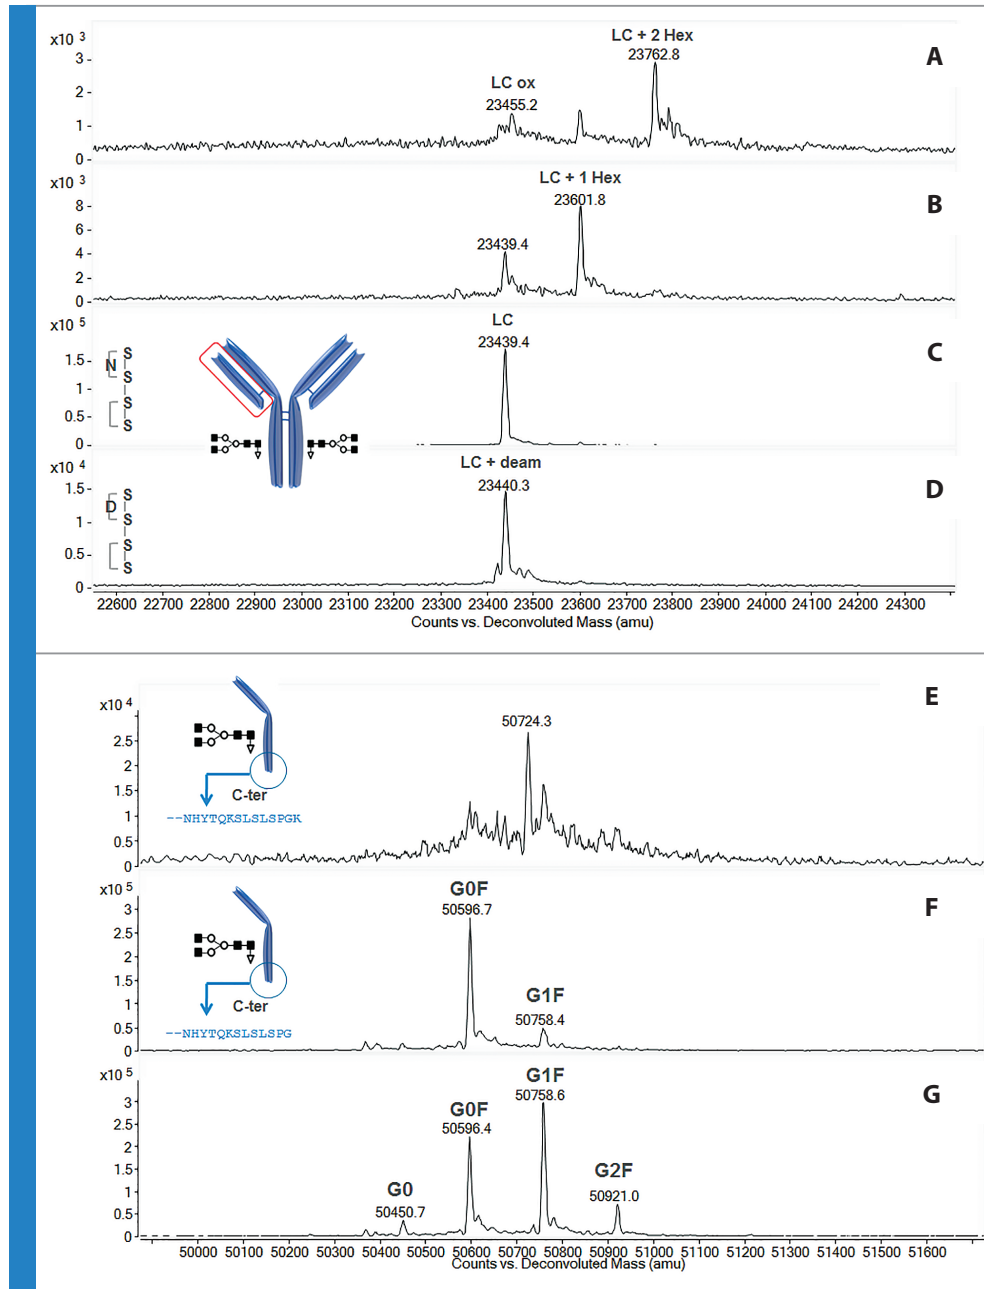 x10 3
LC + 2 Hex
23762.8
A
3
LC ox
2
23455.2
1
0
x10 3
LC + 1 Hex
23601.8
B
8
6
23439.4
4
2
0
x10 5
LC
23439.4
C
1.5
1
0.5
0
N
S
S
S
S
x10 4
LC + deam
23440.3
D
1.5
1
0.5
0
D
S
S
S
S
22600 22700 22800 22900 23000 23100 23200 23300 23400 23500 23600 23700 23800 23900 24000 24100 24200 24300
Counts vs. Deconvoluted Mass (amu)
E
x10 4
50724.3
2.5
2
1.5
1
0.5
0
C-ter
--NHYTQKSLSLSPGK
x10 5
G0F
50596.7
F
3
2.5
2
1.5
1
0.5
0
G1F
50758.4
C-ter
--NHYTQKSLSLSPG
x10 5
G1F
50758.6
G
3
2.5
2
1.5
1
0.5
0
G0F
50596.4
G2F
50921.0
G0
50450.7
50000 50100 50200 50300 50400 50500 50600 50700 50800 50900 51000 51100 51200 51300 51400 51500 51600
Counts vs. Deconvoluted Mass (amu)